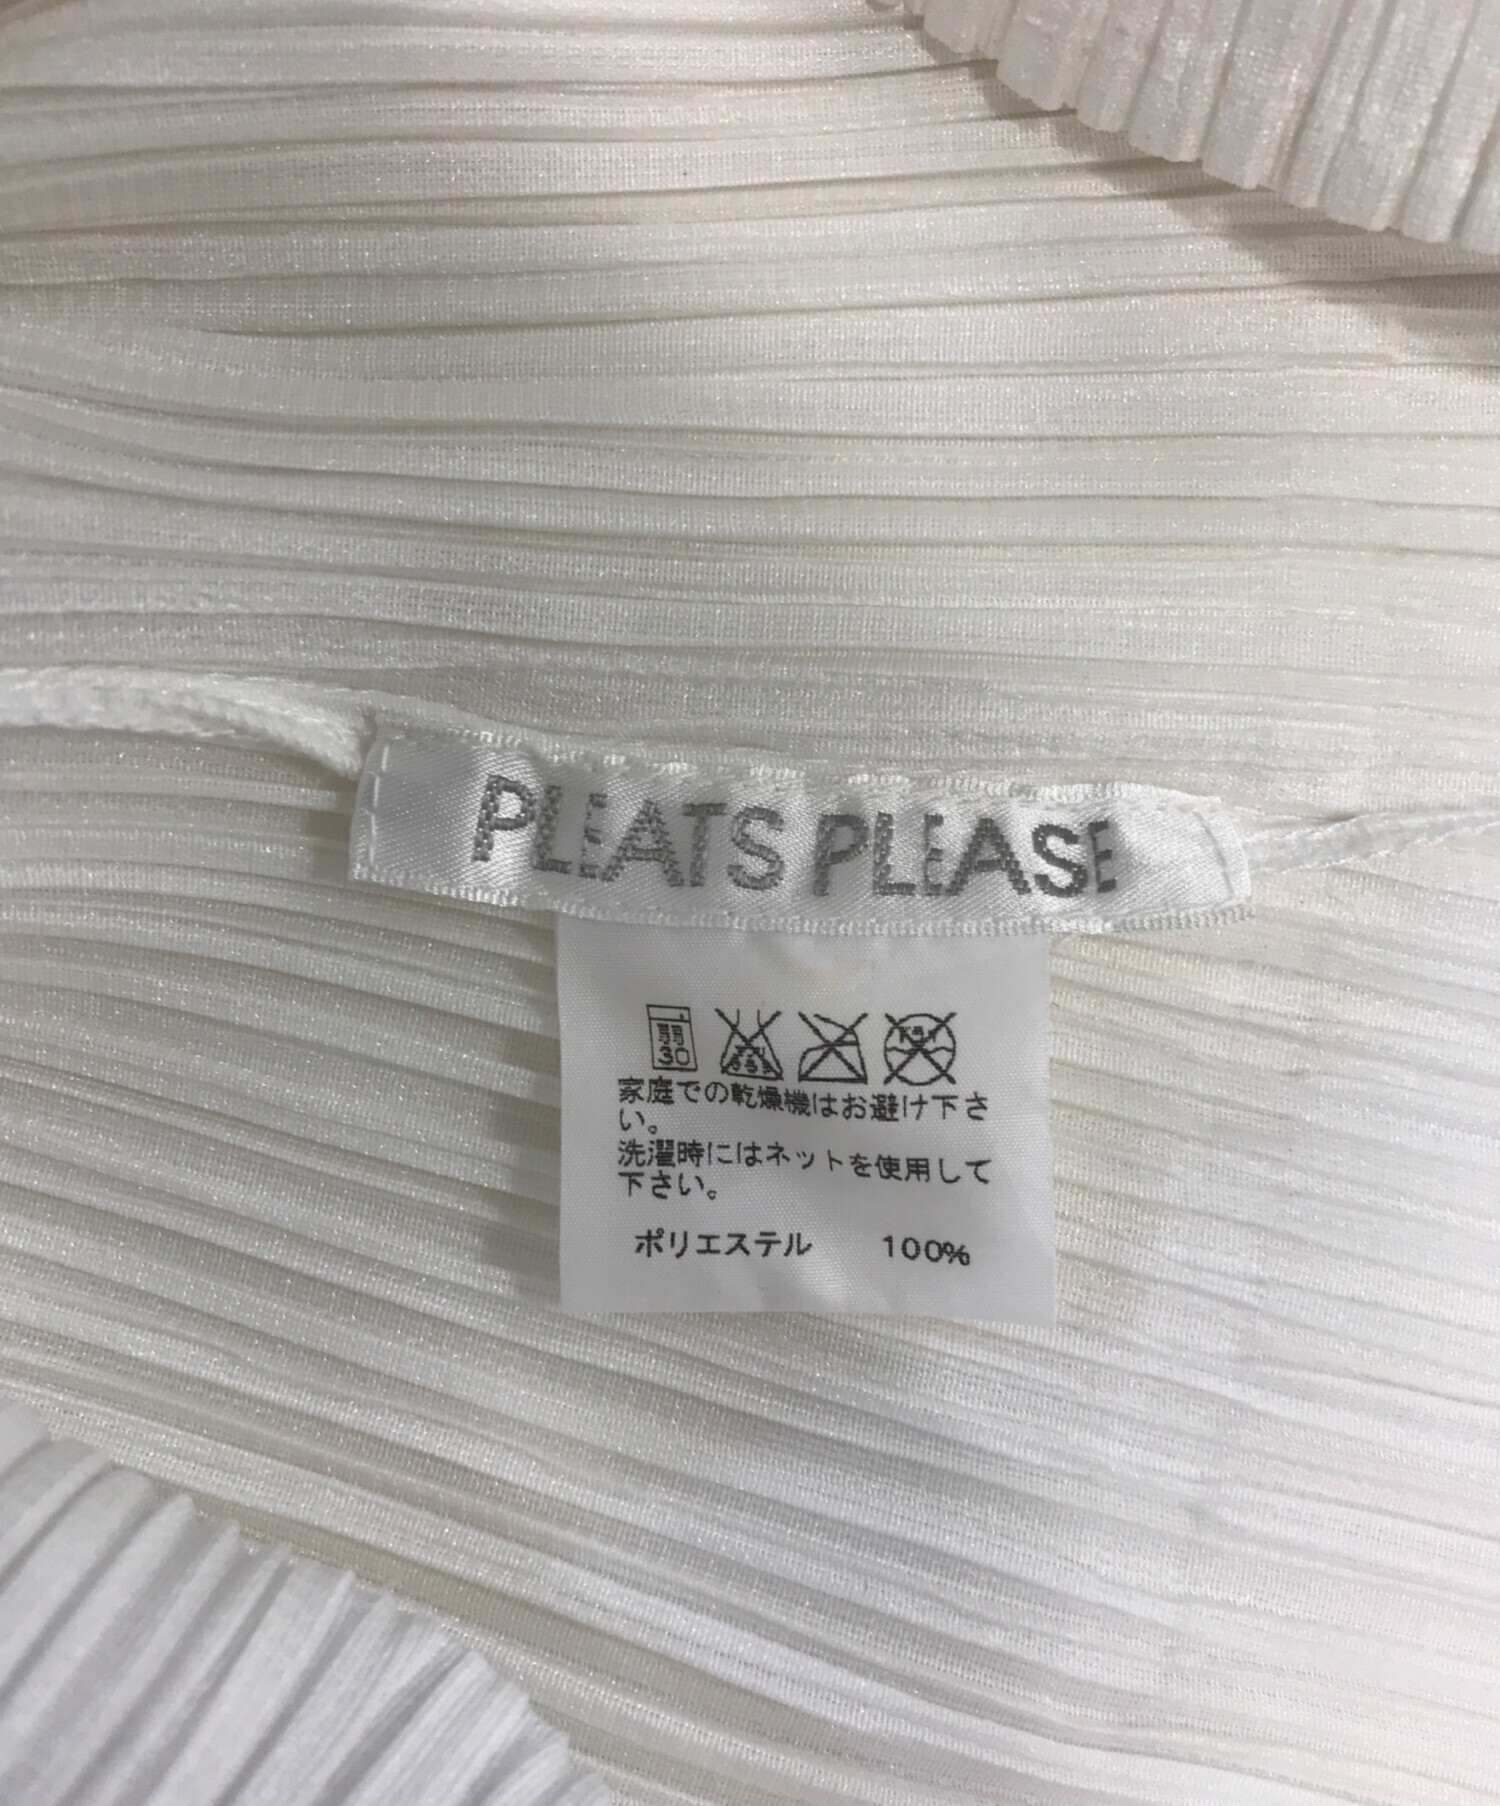 PLEATS PLEASE
30
家庭での乾燥機はお避け下さ
い。
洗濯時にはネットを使用して
下さい。
ポリエステル 100%